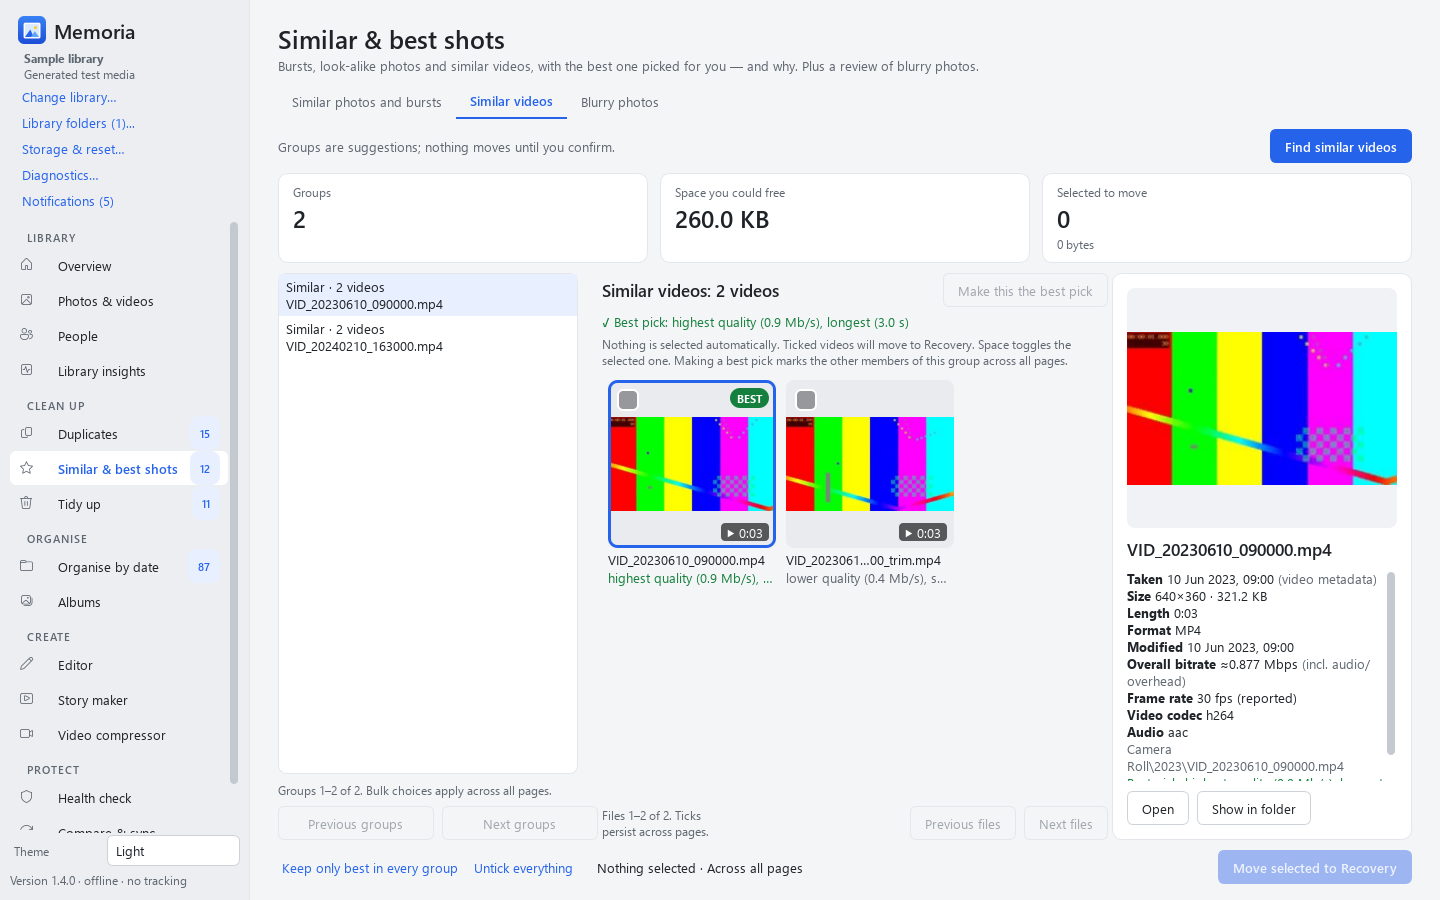 Memoria
Sample library
Generated test media
Change library...
Library folders (1)...
Storage & reset...
Diagnostics...
Notifications (5)
LIBRARY
Overview
Photos & videos
People
Library insights
CLEAN UP
Duplicates 15
Similar & best shots 12
Tidy up 11
ORGANISE
Organise by date 87
Albums
CREATE
Editor
Story maker
Video compressor
PROTECT
Health check
Compare & sync
Theme Light
Version 1.4.0 · offline · no tracking
Similar & best shots
Bursts, look-alike photos and similar videos, with the best one picked for you — and why. Plus a review of blurry photos.
Similar photos and bursts Similar videos Blurry photos
Groups are suggestions; nothing moves until you confirm.
Find similar videos
Groups
2
Space you could free
260.0 KB
Selected to move
0
0 bytes
Similar · 2 videos
VID_20230610_090000.mp4
Similar · 2 videos
VID_20240210_163000.mp4
Groups 1–2 of 2. Bulk choices apply across all pages.
Previous groups Next groups
Similar videos: 2 videos
Make this the best pick
✓ Best pick: highest quality (0.9 Mb/s), longest (3.0 s)
Nothing is selected automatically. Ticked videos will move to Recovery. Space toggles the
selected one. Making a best pick marks the other members of this group across all pages.
BEST
0:03
VID_20230610_090000.mp4
highest quality (0.9 Mb/s), ...
0:03
VID_2023061...00_trim.mp4
lower quality (0.4 Mb/s), s...
Files 1–2 of 2. Ticks
persist across pages.
Previous files Next files
VID_20230610_090000.mp4
Taken 10 Jun 2023, 09:00 (video metadata)
Size 640×360 · 321.2 KB
Length 0:03
Format MP4
Modified 10 Jun 2023, 09:00
Overall bitrate ≈0.877 Mbps (incl. audio/
overhead)
Frame rate 30 fps (reported)
Video codec h264
Audio aac
Camera
Roll\2023\VID_20230610_090000.mp4
Open Show in folder
Keep only best in every group Untick everything Nothing selected · Across all pages
Move selected to Recovery